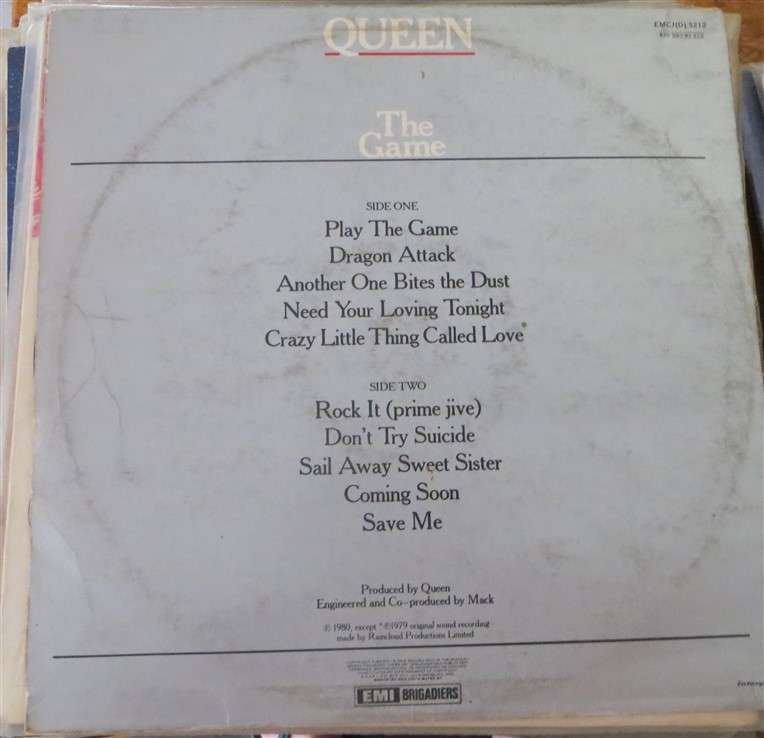 QUEEN
EMCJ(D) 5212
The
Game
SIDE ONE
Play The Game
Dragon Attack
Another One Bites the Dust
Need Your Loving Tonight
Crazy Little Thing Called Love*
SIDE TWO
Rock It (prime jive)
Don't Try Suicide
Sail Away Sweet Sister
Coming Soon
Save Me
Produced by Queen
Engineered and Co-produced by Mack
℗ 1980, except *℗1979 original sound recording
made by Raincloud Productions Limited
EMI BRIGADIERS